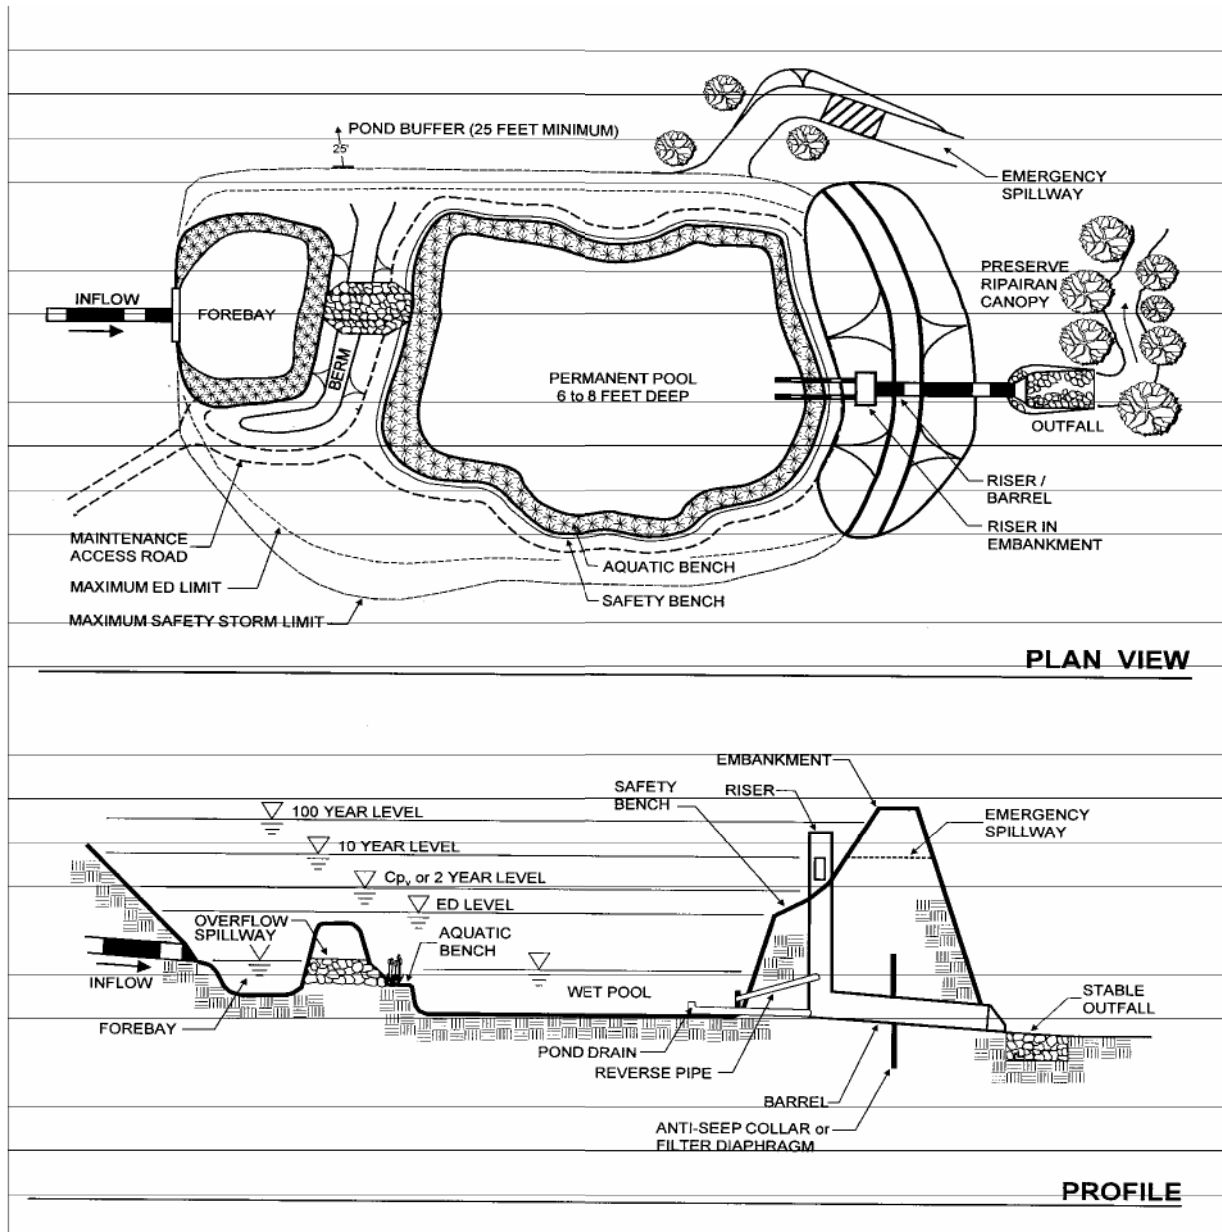 POND BUFFER (25 FEET MINIMUM)
25'
EMERGENCY
SPILLWAY
PRESERVE
RIPAIRAN
CANOPY
INFLOW
FOREBAY
BERM
PERMANENT POOL
6 to 8 FEET DEEP
OUTFALL
RISER /
BARREL
RISER IN
EMBANKMENT
MAINTENANCE
ACCESS ROAD
AQUATIC BENCH
MAXIMUM ED LIMIT
SAFETY BENCH
MAXIMUM SAFETY STORM LIMIT
PLAN VIEW
EMBANKMENT
SAFETY
BENCH
RISER
100 YEAR LEVEL
EMERGENCY
SPILLWAY
10 YEAR LEVEL
Cpv or 2 YEAR LEVEL
ED LEVEL
OVERFLOW
SPILLWAY
AQUATIC
BENCH
INFLOW
WET POOL
STABLE
OUTFALL
FOREBAY
POND DRAIN
REVERSE PIPE
BARREL
ANTI-SEEP COLLAR or
FILTER DIAPHRAGM
PROFILE